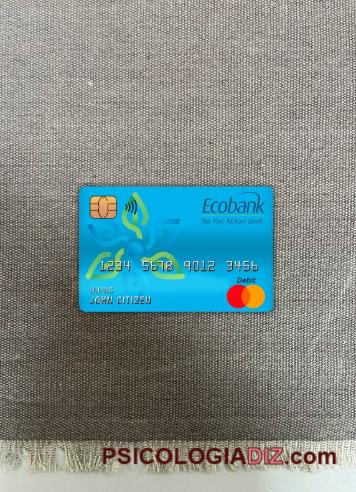 Ecobank
The Pan African Bank
1234 5678 9012 3456
Debit
JOHN CITIZEN
PSICOLOGIADIZ.com